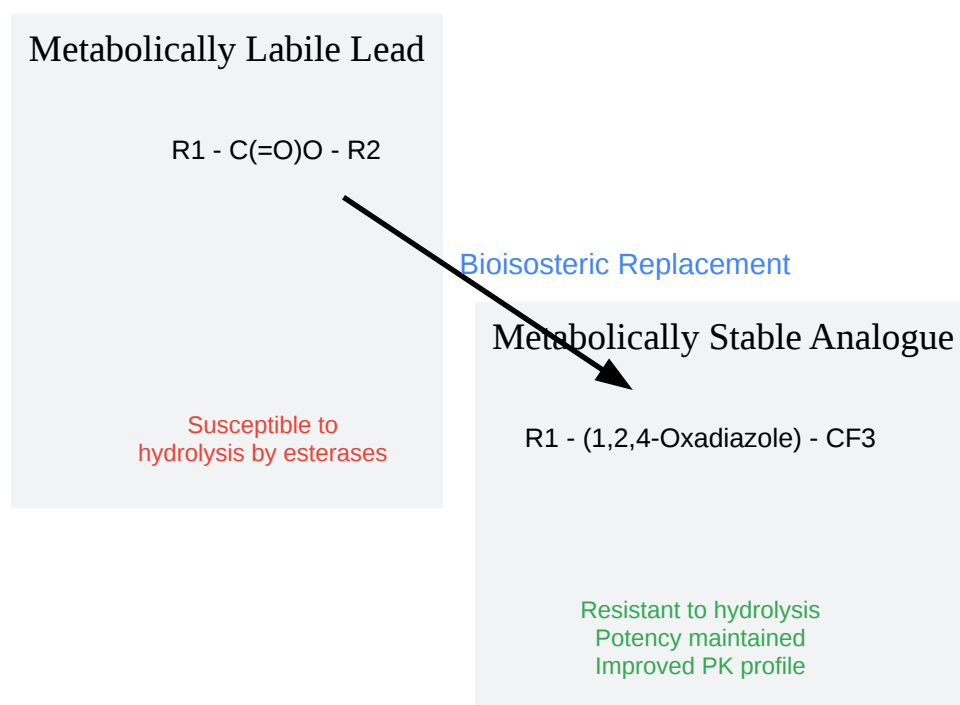 Metabolically Labile Lead
R1 - C(=O)O - R2
Bioisosteric Replacement
Susceptible to
hydrolysis by esterases
Metabolically Stable Analogue
R1 - (1,2,4-Oxadiazole) - CF3
Resistant to hydrolysis
Potency maintained
Improved PK profile